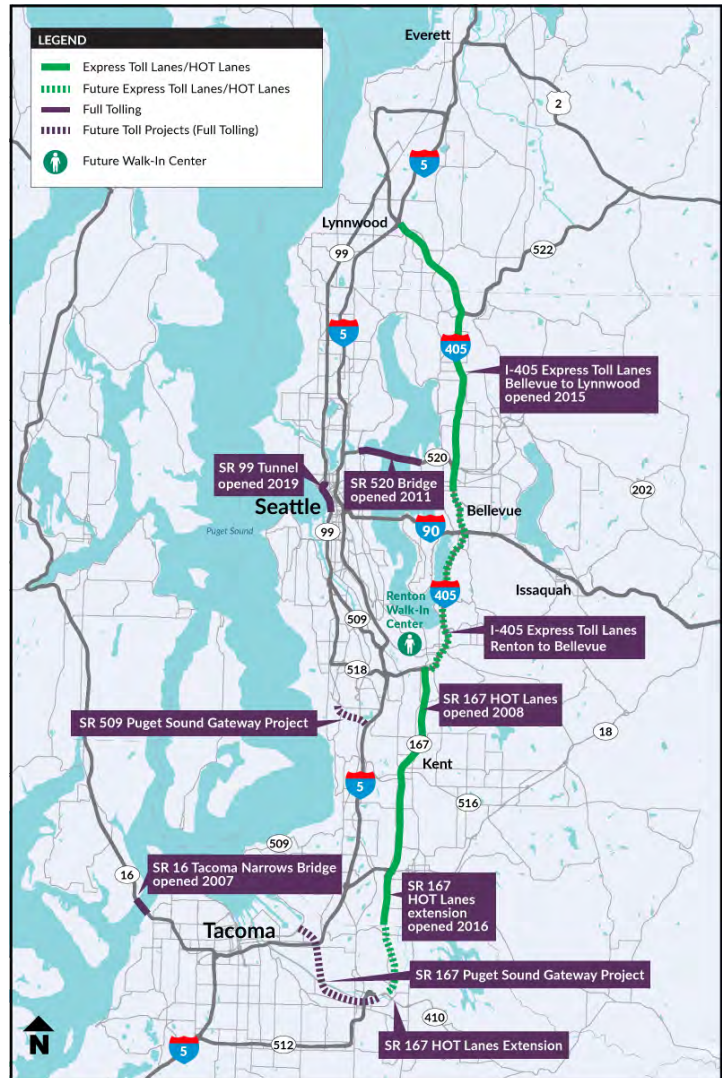 LEGEND
Express Toll Lanes/HOT Lanes
Future Express Toll Lanes/HOT Lanes
Full Tolling
Future Toll Projects (Full Tolling)
Future Walk-In Center
Everett
2
5
Lynnwood
99
522
5
405
I-405 Express Toll Lanes
Bellevue to Lynnwood
opened 2015
520
SR 99 Tunnel
opened 2019
SR 520 Bridge
opened 2011
202
Seattle
Bellevue
Puget Sound
99
90
Issaquah
405
Renton
Walk-In
Center
509
I-405 Express Toll Lanes
Renton to Bellevue
518
SR 167 HOT Lanes
opened 2008
SR 509 Puget Sound Gateway Project
18
167
Kent
5
516
509
16
SR 16 Tacoma Narrows Bridge
opened 2007
SR 167
HOT Lanes
extension
opened 2016
Tacoma
SR 167 Puget Sound Gateway Project
410
N
5
512
SR 167 HOT Lanes Extension